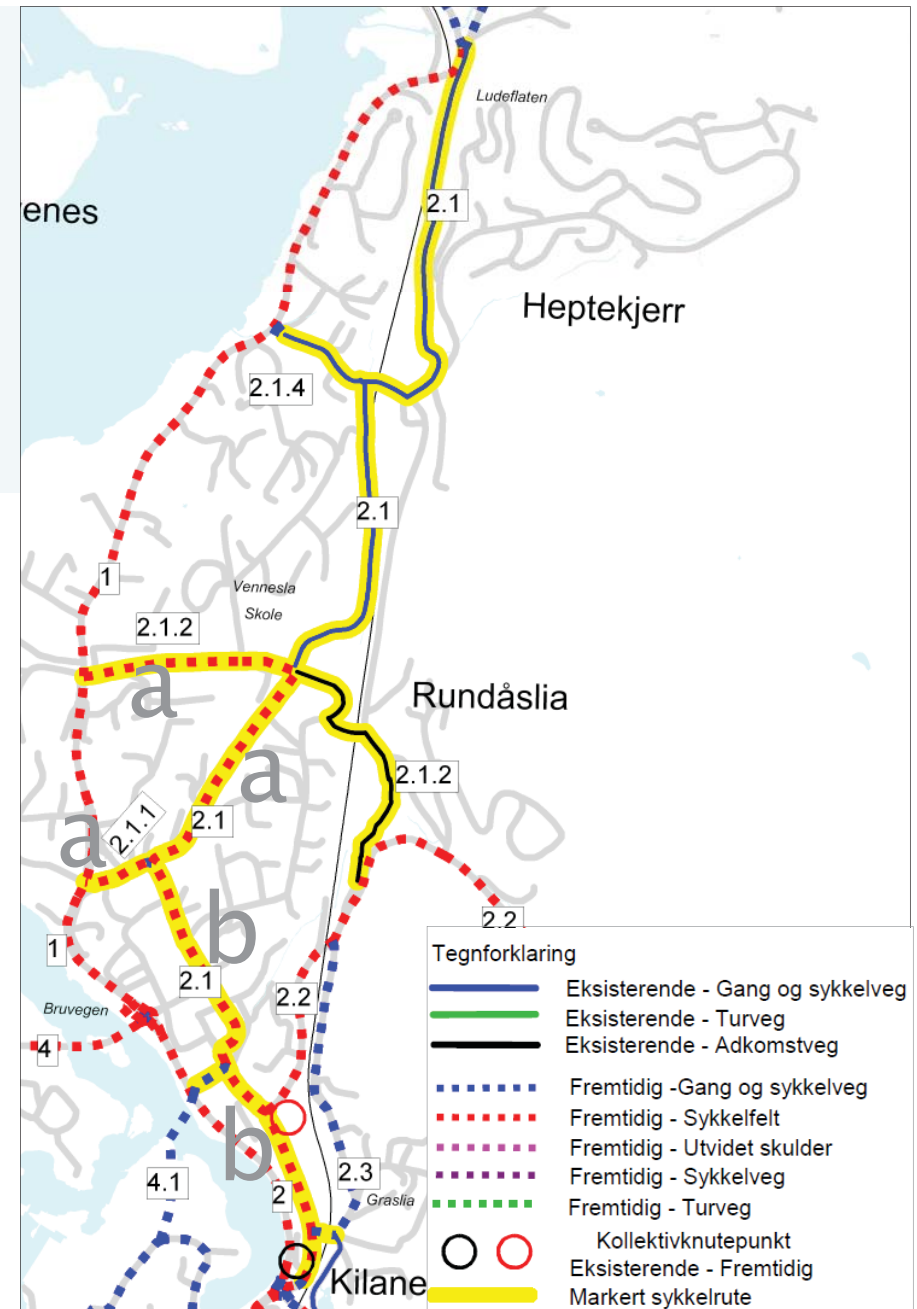 Ludeflaten
2.1
enes
Heptekjerr
2.1.4
2.1
1
Vennesla
Skole
2.1.2
a
Rundåslia
a
2.1.2
2.1
2.1.1
a
b
2.2
1
2.1
2.2
Bruvegen
4
b
4.1
2.3
2
Graslia
Kilane
Tegnforklaring
Eksisterende - Gang og sykkelveg
Eksisterende - Turveg
Eksisterende - Adkomstveg
Fremtidig -Gang og sykkelveg
Fremtidig - Sykkelfelt
Fremtidig - Utvidet skulder
Fremtidig - Sykkelveg
Fremtidig - Turveg
Kollektivknutepunkt
Eksisterende - Fremtidig
Markert sykkelrute